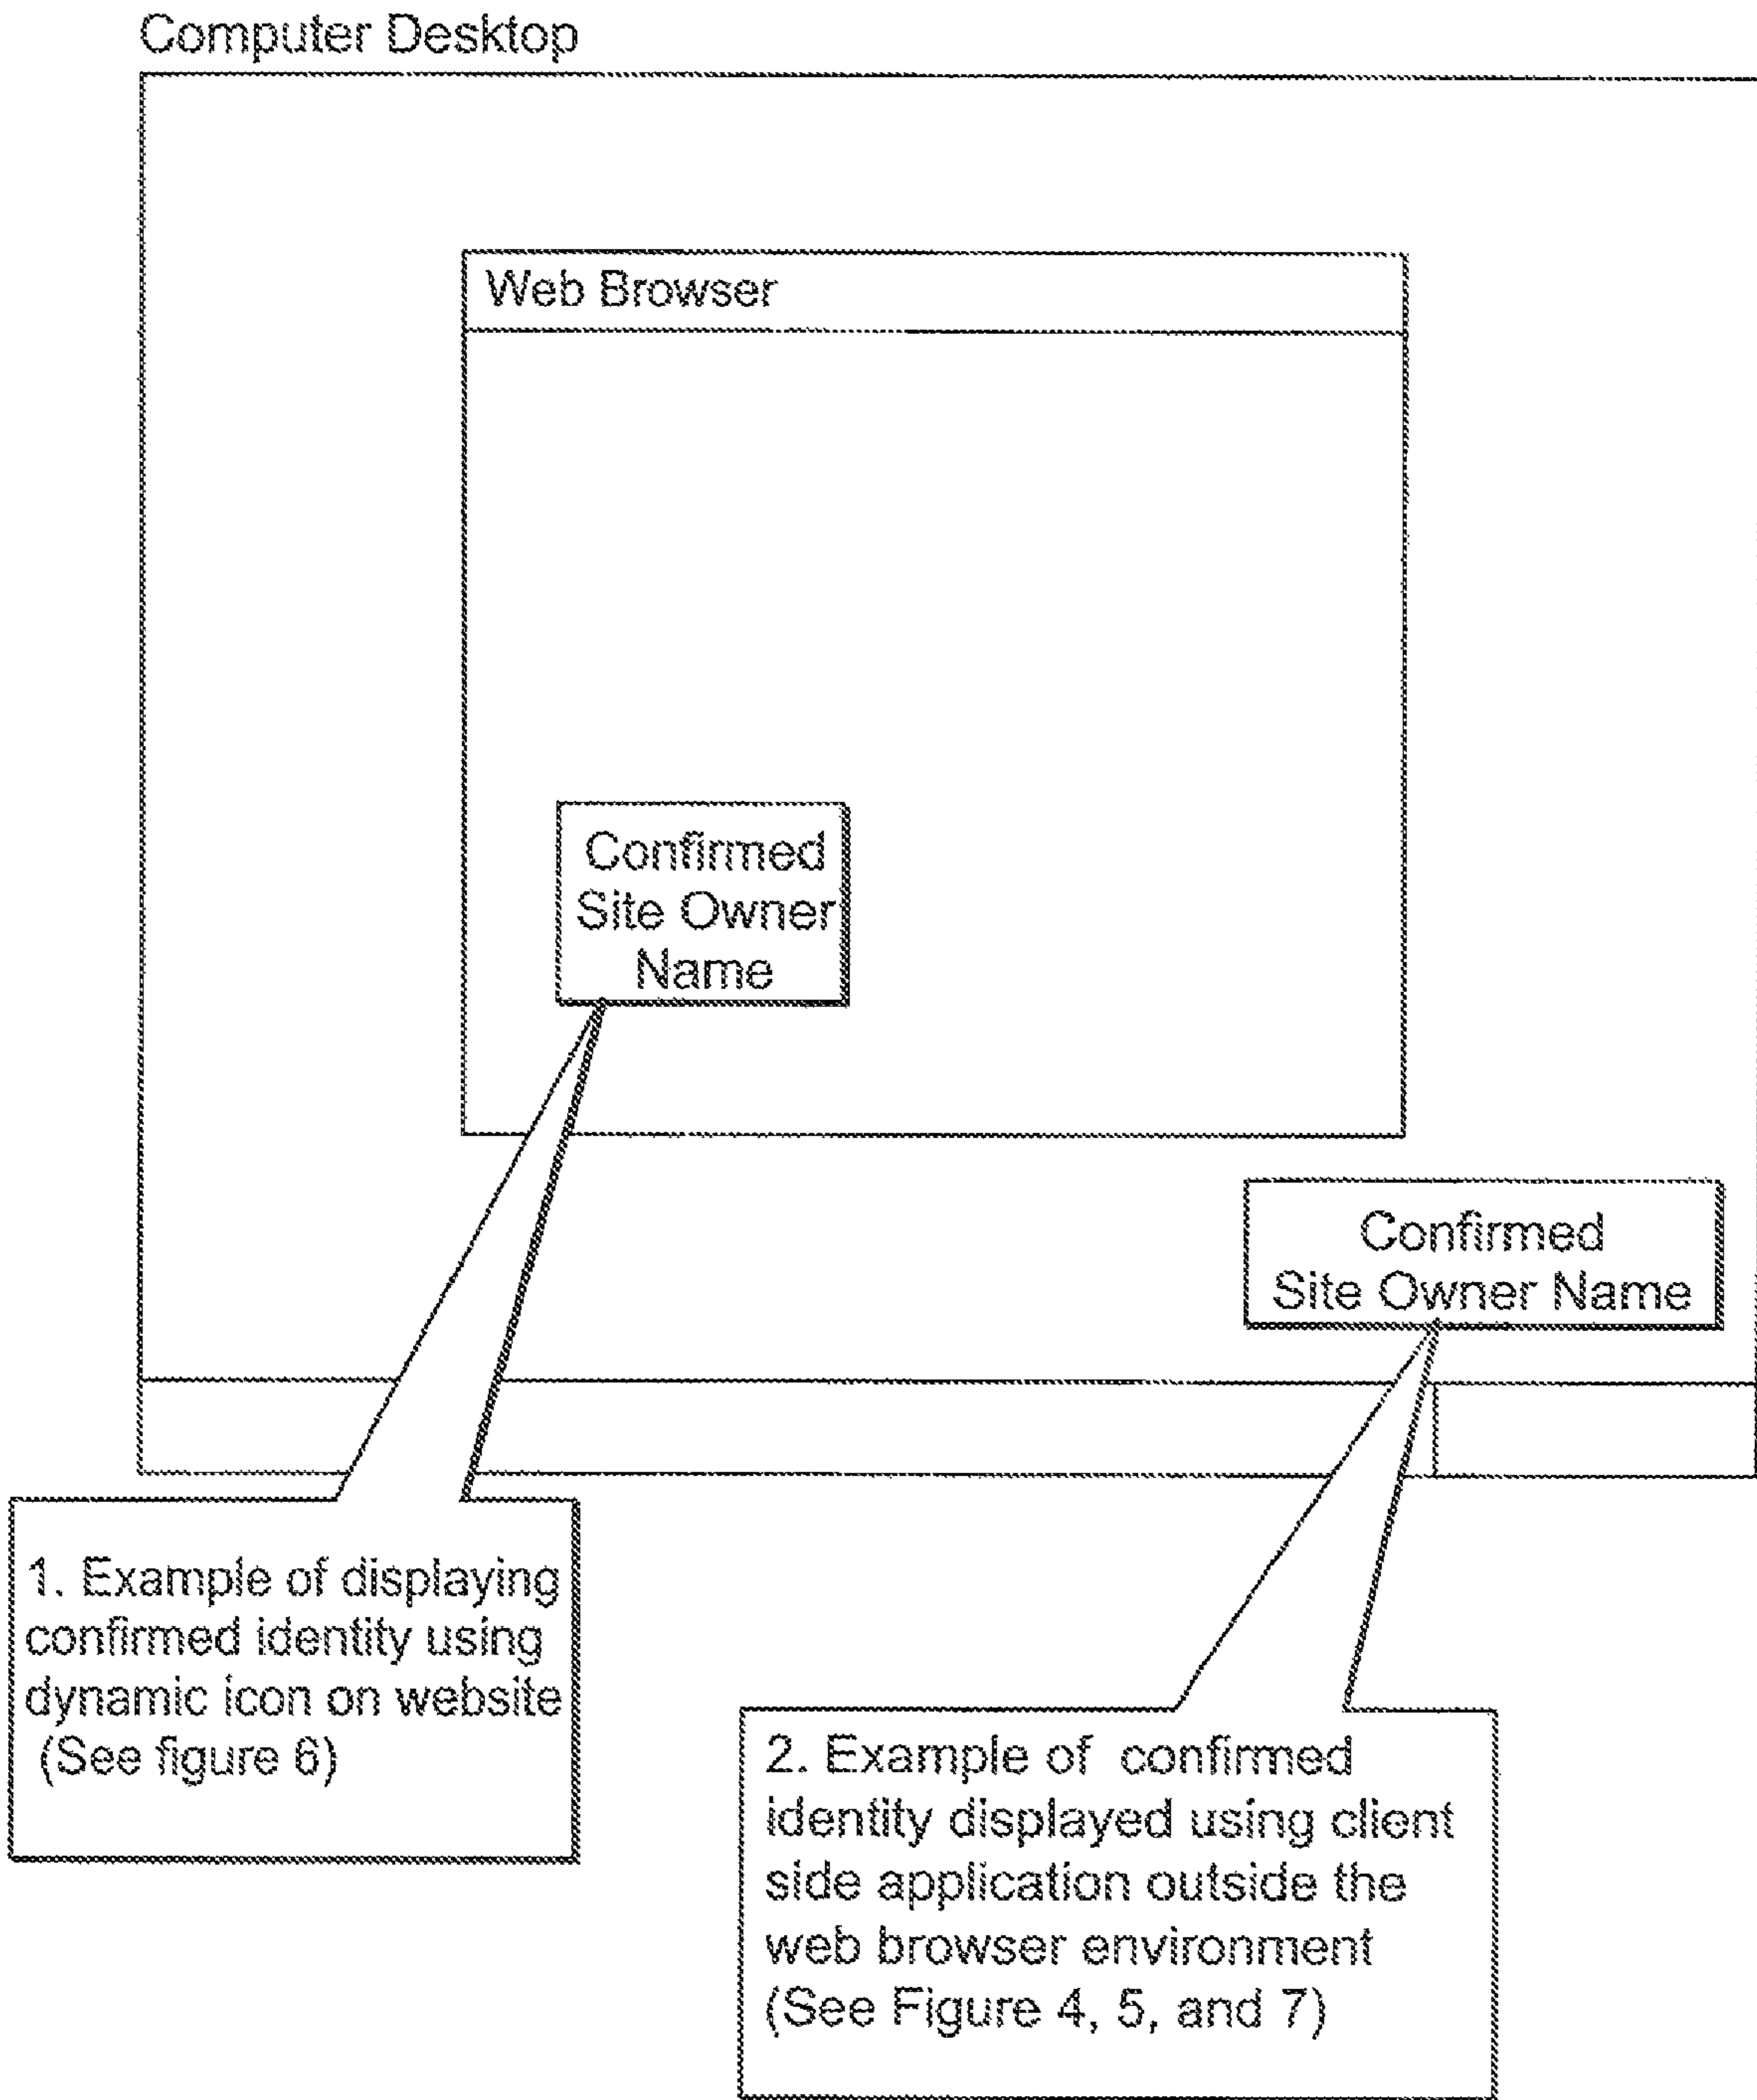 Computer Desktop
Web Browser
Confirmed
Site Owner
Name
Confirmed
Site Owner Name
1. Example of displaying
confirmed identity using
dynamic icon on website
(See figure 6)
2. Example of confirmed
identity displayed using client
side application outside the
web browser environment
(See Figure 4, 5, and 7)